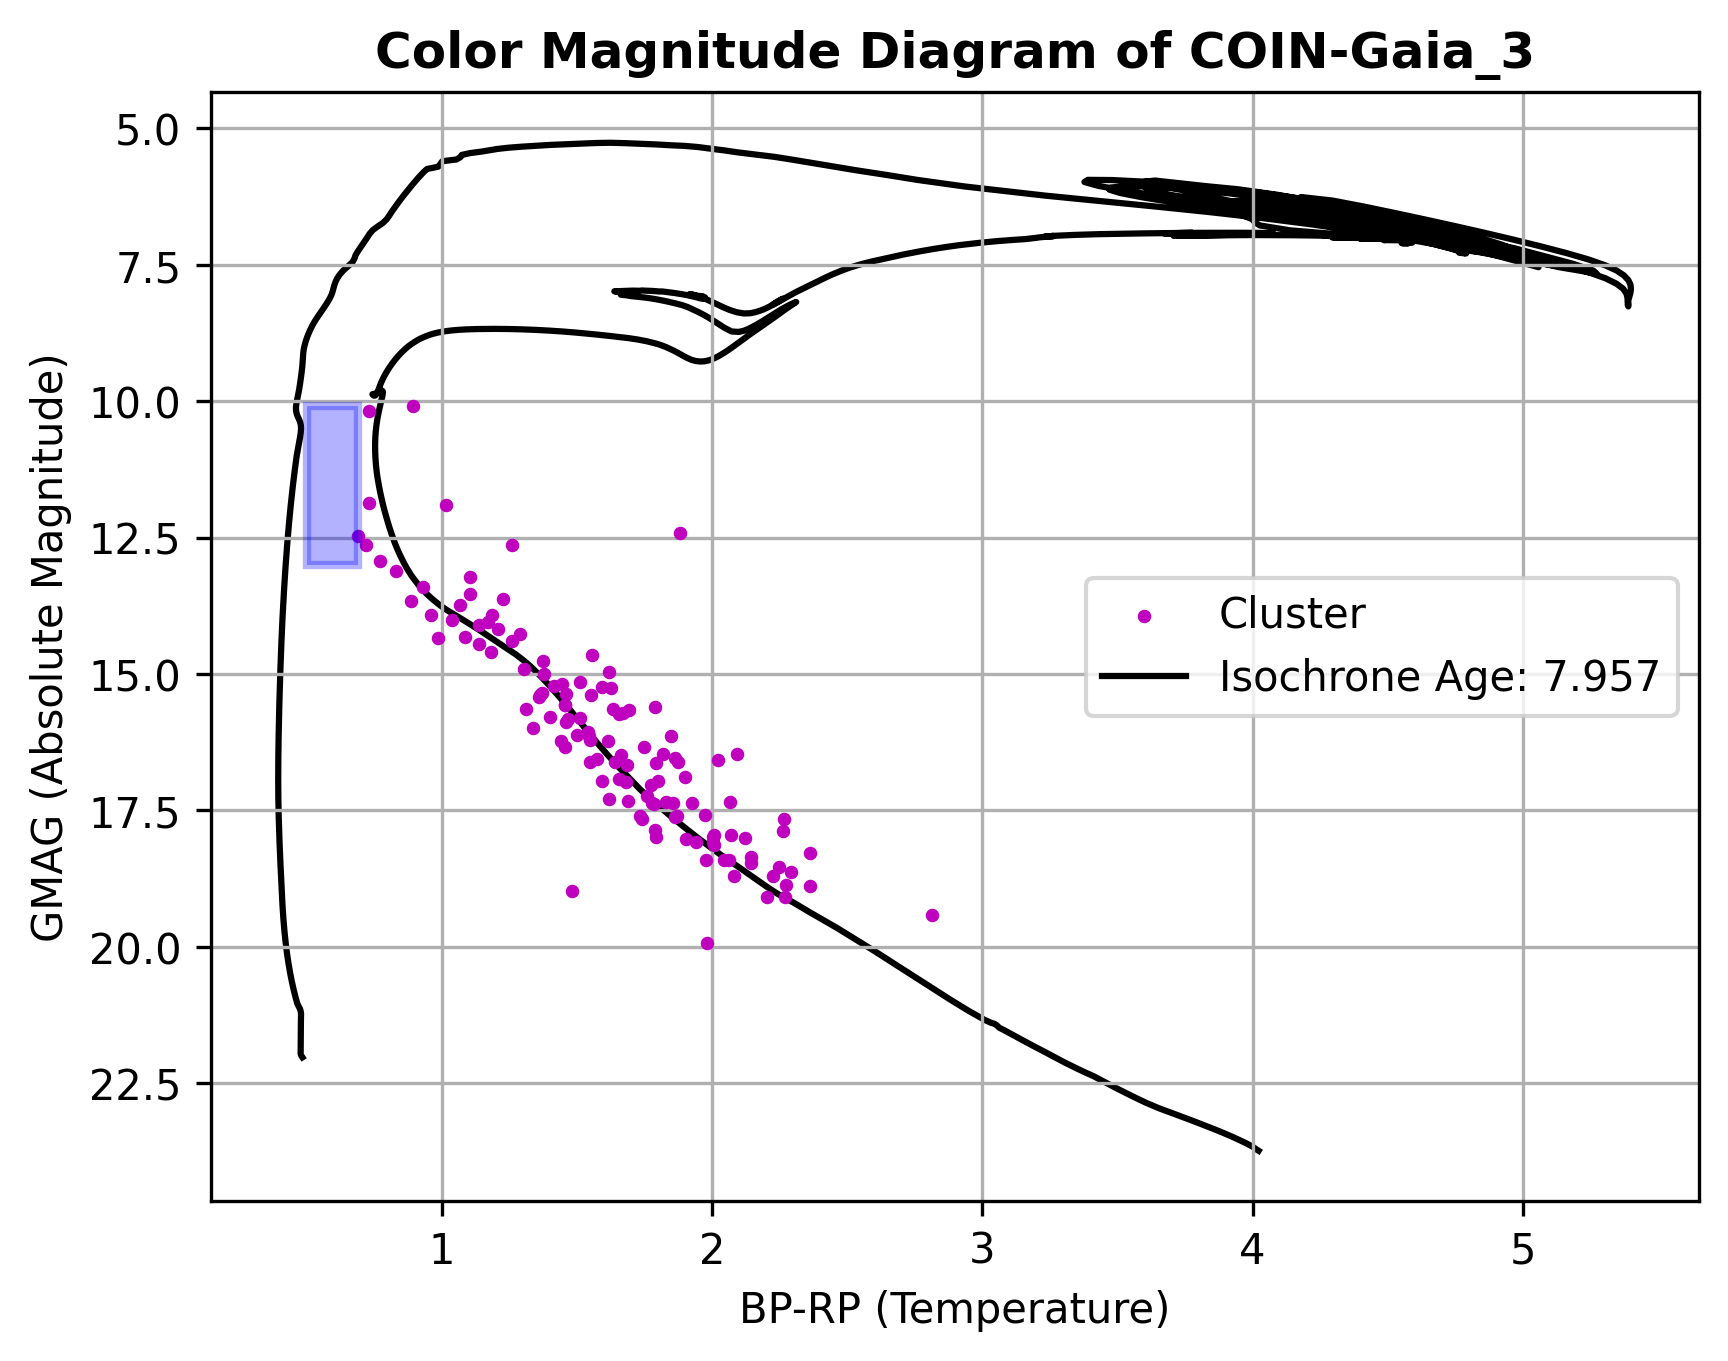 Color Magnitude Diagram of COIN-Gaia_3
GMAG (Absolute Magnitude)
5.0
7.5
10.0
12.5
15.0
17.5
20.0
22.5
Cluster
Isochrone Age: 7.957
1 2 3 4 5
BP-RP (Temperature)